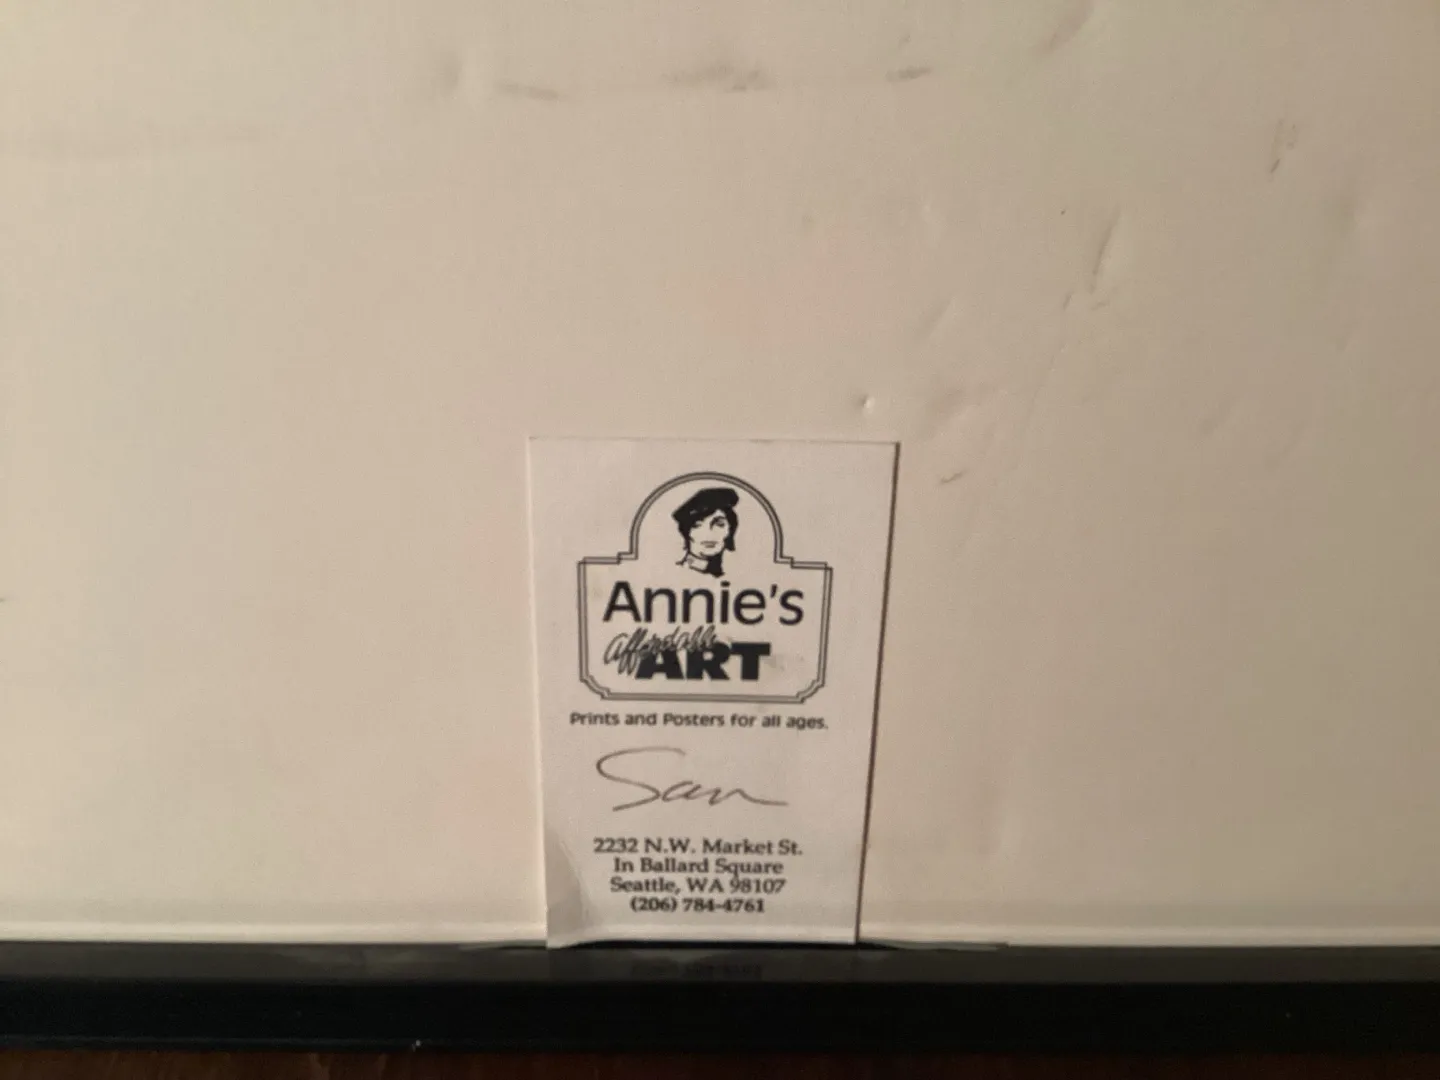 Annie's
affordable
ART
Prints and Posters for all ages.
San
2232 N.W. Market St.
In Ballard Square
Seattle, WA 98107
(206) 784-4761